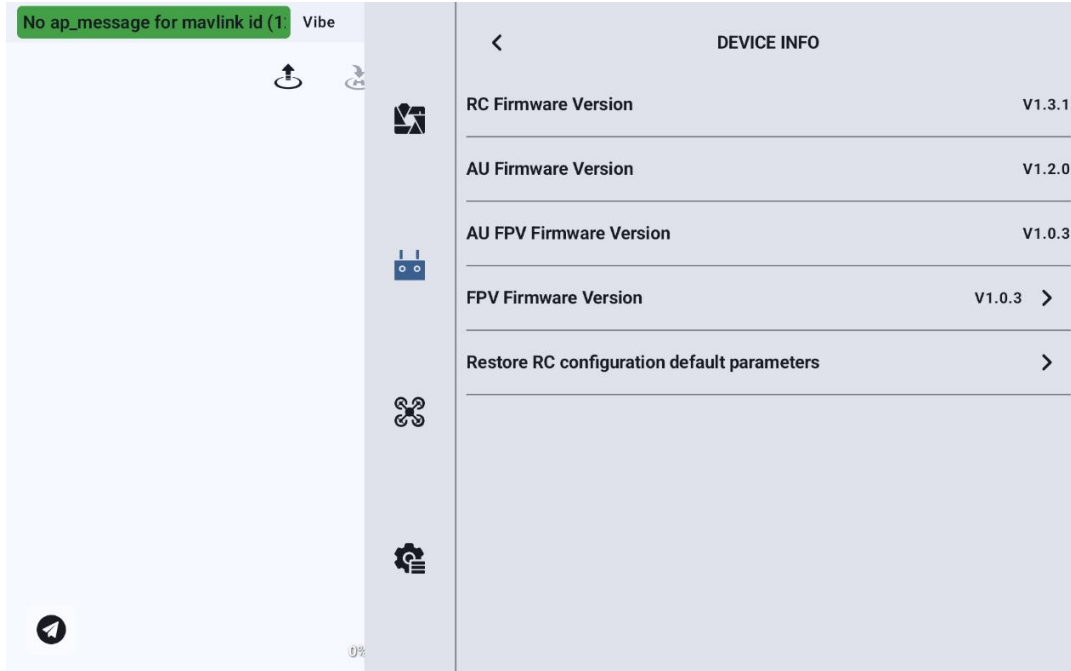 No ap_message for mavlink id (1
Vibe
DEVICE INFO
RC Firmware Version V1.3.1
AU Firmware Version V1.2.0
AU FPV Firmware Version V1.0.3
FPV Firmware Version V1.0.3
Restore RC configuration default parameters
0%